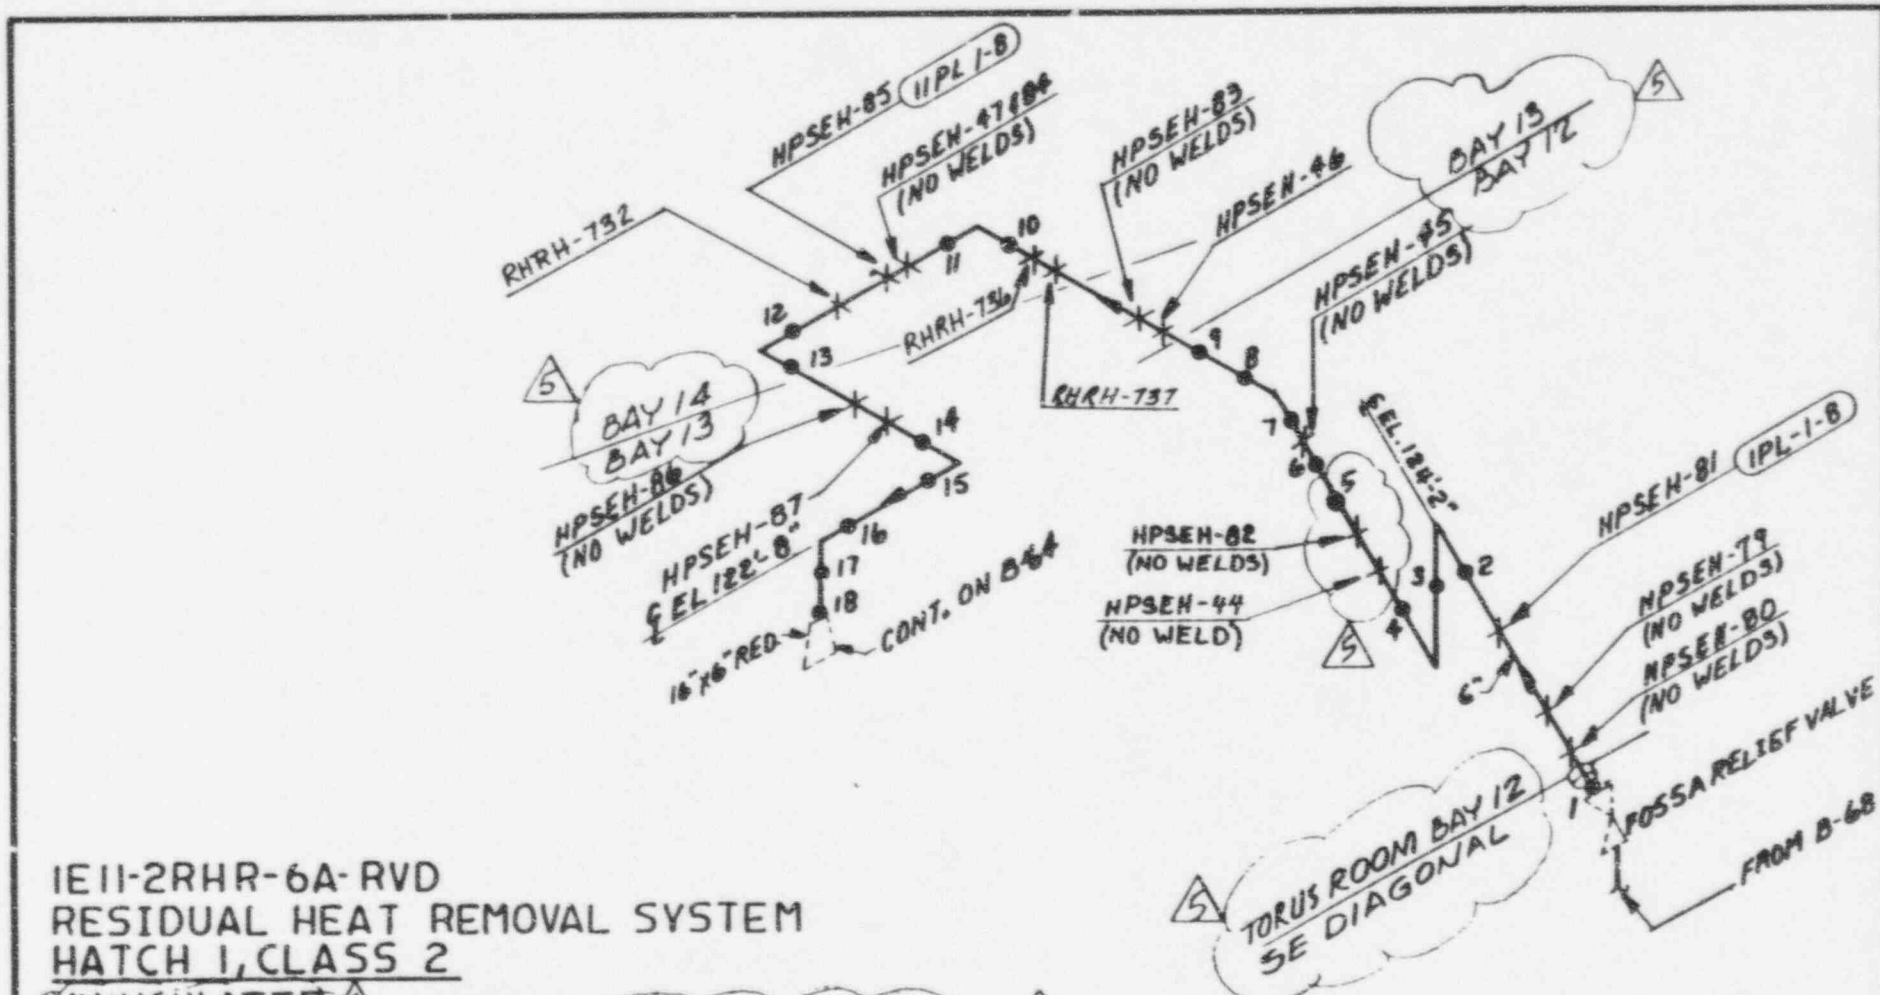 HPSEH-85 11PL 1-8
HPSEH-47&84
(NO WELDS)
HPSEH-83
(NO WELDS)
HPSEH-46
BAY 13
BAY 12
5
HPSEH-45
(NO WELDS)
RHRH-732
10
11
12
13
RHRH-736
RHRH-737
9
8
7
6
5
5
BAY 14
BAY 13
14
15
16
17
18
HPSEH-86
(NO WELDS)
HPSEH-87
℄ EL 122'-8"
16"X6" RED
CONT. ON B-64
℄ EL. 124'-2"
HPSEH-81 1PL-1-8
HPSEH-82
(NO WELDS)
HPSEH-44
(NO WELD)
3
2
4
5
HPSEH-79
(NO WELDS)
HPSEH-80
(NO WELDS)
6"
1
FOSSA RELIEF VALVE
FROM B-68
5
TORUS ROOM BAY 12
SE DIAGONAL
1E11-2RHR-6A-RVD
RESIDUAL HEAT REMOVAL SYSTEM
HATCH 1, CLASS 2